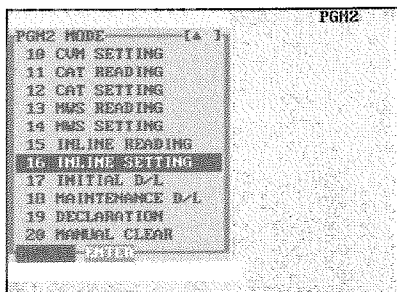 PGM2
PGM2 MODE [▲ ]
10 CVM SETTING
11 CAT READING
12 CAT SETTING
13 MWS READING
14 MWS SETTING
15 INLINE READING
16 INLINE SETTING
17 INITIAL D/L
18 MAINTENANCE D/L
19 DECLARATION
20 MANUAL CLEAR
ENTER